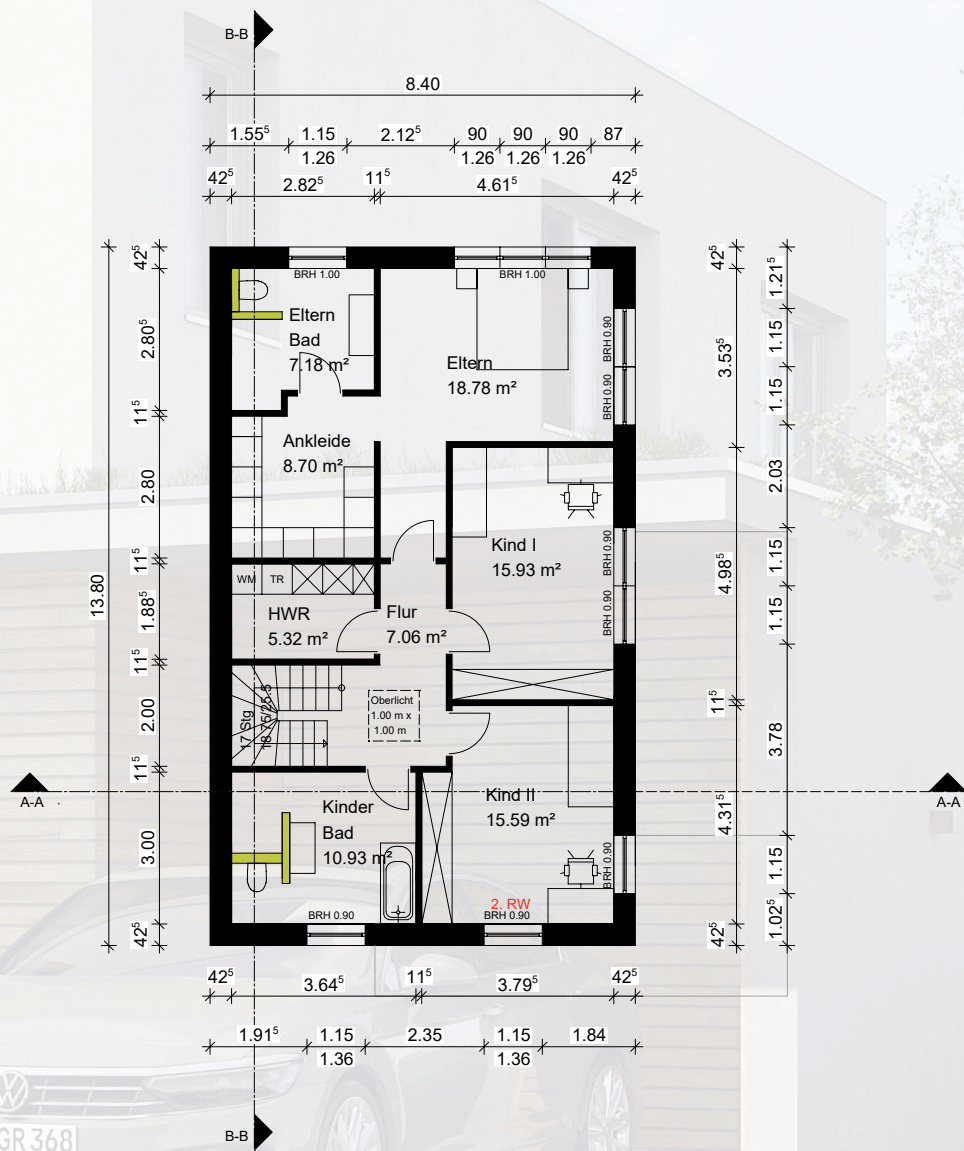 B-B
8.40
1.55⁵ 1.15 2.12⁵ 90 90 90 87
1.26 1.26 1.26 1.26
42⁵ 2.82⁵ 11⁵ 4.61⁵ 42⁵
13.80
42⁵
2.80⁵
11⁵
2.80
11⁵
1.88⁵
11⁵
2.00
11⁵
3.00
42⁵
BRH 1.00
BRH 1.00
Eltern
Bad
7.18 m²
Eltern
18.78 m²
BRH 0.90
BRH 0.90
Ankleide
8.70 m²
Kind I
15.93 m²
BRH 0.90
BRH 0.90
WM TR
HWR
5.32 m²
Flur
7.06 m²
17 Stg
18.75/25.5
Oberlicht
1.00 m x
1.00 m
Kinder
Bad
10.93 m²
Kind II
15.59 m²
BRH 0.90
2. RW
BRH 0.90
BRH 0.90
42⁵
3.53⁵
4.98⁵
11⁵
4.31⁵
42⁵
1.21⁵
1.15
1.15
2.03
1.15
1.15
3.78
1.15
1.02⁵
A-A
A-A
42⁵ 3.64⁵ 11⁵ 3.79⁵ 42⁵
1.91⁵ 1.15 2.35 1.15 1.84
1.36 1.36
B-B
GR 368